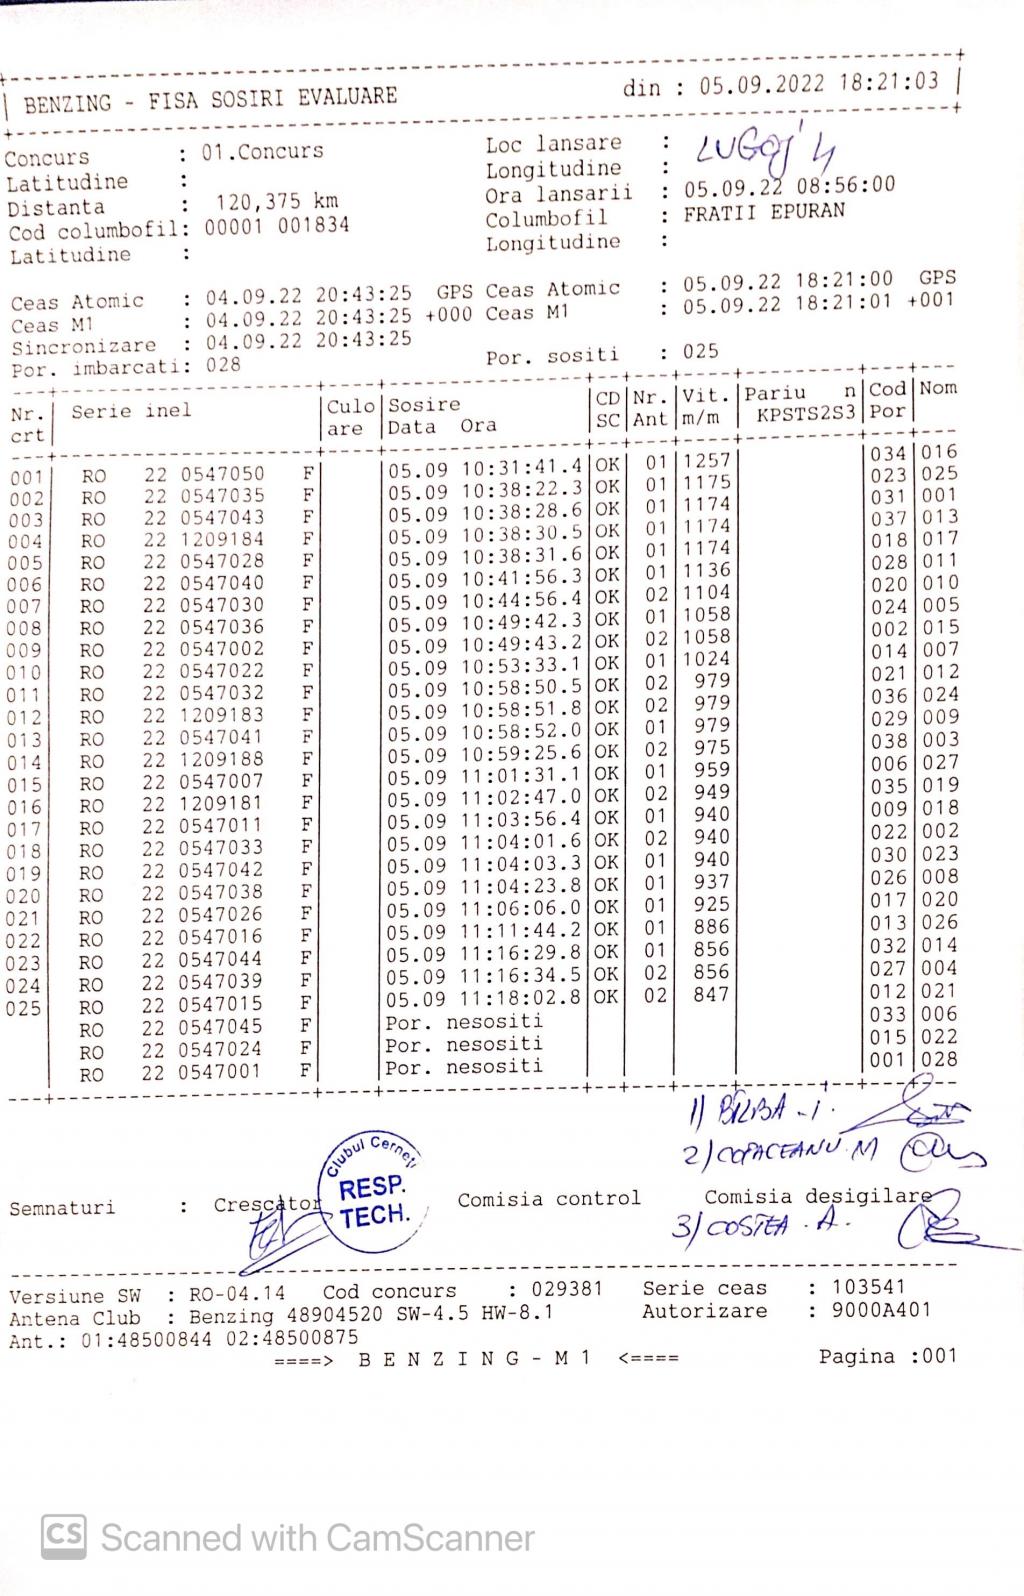 BENZING - FISA SOSIRI EVALUARE din : 05.09.2022 18:21:03
Concurs : 01.Concurs Loc lansare : LUGOJ 4
Latitudine : Longitudine :
Distanta : 120,375 km Ora lansarii : 05.09.22 08:56:00
Cod columbofil: 00001 001834 Columbofil : FRATII EPURAN
Latitudine : Longitudine :
Ceas Atomic : 04.09.22 20:43:25 GPS Ceas Atomic : 05.09.22 18:21:00 GPS
Ceas M1 : 04.09.22 20:43:25 +000 Ceas M1 : 05.09.22 18:21:01 +001
Sincronizare : 04.09.22 20:43:25
Por. imbarcati: 028 Por. sositi : 025
Nr. Serie inel Culo Sosire CD Nr. Vit. Pariu n Cod Nom
crt are Data Ora SC Ant m/m KPSTS2S3 Por
001 RO 22 0547050 F 05.09 10:31:41.4 OK 01 1257 034 016
002 RO 22 0547035 F 05.09 10:38:22.3 OK 01 1175 023 025
003 RO 22 0547043 F 05.09 10:38:28.6 OK 01 1174 031 001
004 RO 22 1209184 F 05.09 10:38:30.5 OK 01 1174 037 013
005 RO 22 0547028 F 05.09 10:38:31.6 OK 01 1174 018 017
006 RO 22 0547040 F 05.09 10:41:56.3 OK 01 1136 028 011
007 RO 22 0547030 F 05.09 10:44:56.4 OK 02 1104 020 010
008 RO 22 0547036 F 05.09 10:49:42.3 OK 01 1058 024 005
009 RO 22 0547002 F 05.09 10:49:43.2 OK 02 1058 002 015
010 RO 22 0547022 F 05.09 10:53:33.1 OK 01 1024 014 007
011 RO 22 0547032 F 05.09 10:58:50.5 OK 02 979 021 012
012 RO 22 1209183 F 05.09 10:58:51.8 OK 02 979 036 024
013 RO 22 0547041 F 05.09 10:58:52.0 OK 01 979 029 009
014 RO 22 1209188 F 05.09 10:59:25.6 OK 02 975 038 003
015 RO 22 0547007 F 05.09 11:01:31.1 OK 01 959 006 027
016 RO 22 1209181 F 05.09 11:02:47.0 OK 02 949 035 019
017 RO 22 0547011 F 05.09 11:03:56.4 OK 01 940 009 018
018 RO 22 0547033 F 05.09 11:04:01.6 OK 02 940 022 002
019 RO 22 0547042 F 05.09 11:04:03.3 OK 01 940 030 023
020 RO 22 0547038 F 05.09 11:04:23.8 OK 01 937 026 008
021 RO 22 0547026 F 05.09 11:06:06.0 OK 01 925 017 020
022 RO 22 0547016 F 05.09 11:11:44.2 OK 01 886 013 026
023 RO 22 0547044 F 05.09 11:16:29.8 OK 01 856 032 014
024 RO 22 0547039 F 05.09 11:16:34.5 OK 02 856 027 004
025 RO 22 0547015 F 05.09 11:18:02.8 OK 02 847 012 021
RO 22 0547045 F Por. nesositi 033 006
RO 22 0547024 F Por. nesositi 015 022
RO 22 0547001 F Por. nesositi 001 028
1) BÎLBA - I.
2) COPACEANU M
Clubul Cerneți
RESP.
TECH.
Semnaturi : Crescator Comisia control Comisia desigilare
3) COSTEA . A.
Versiune SW : RO-04.14 Cod concurs : 029381 Serie ceas : 103541
Antena Club : Benzing 48904520 SW-4.5 HW-8.1 Autorizare : 9000A401
Ant.: 01:48500844 02:48500875
====> B E N Z I N G - M 1 <==== Pagina :001
CS Scanned with CamScanner